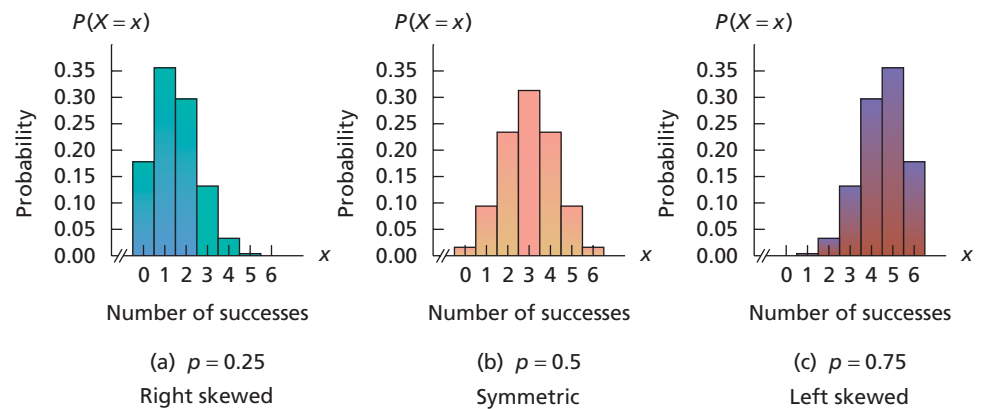 P(X = x)
0.35
0.30
0.25
0.20
0.15
0.10
0.05
0.00
Probability
0 1 2 3 4 5 6
x
Number of successes
(a) p = 0.25
Right skewed
P(X = x)
0.35
0.30
0.25
0.20
0.15
0.10
0.05
0.00
Probability
0 1 2 3 4 5 6
x
Number of successes
(b) p = 0.5
Symmetric
P(X = x)
0.35
0.30
0.25
0.20
0.15
0.10
0.05
0.00
Probability
0 1 2 3 4 5 6
x
Number of successes
(c) p = 0.75
Left skewed